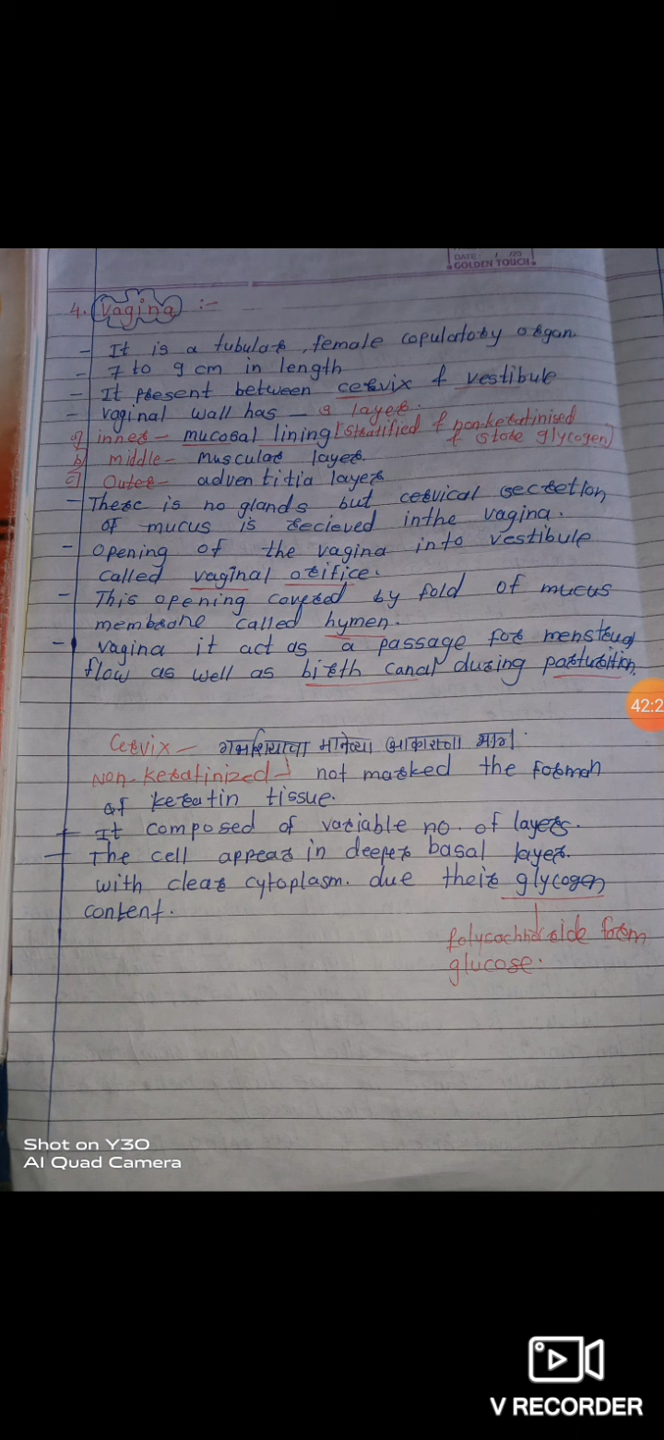 DATE: / /20
GOLDEN TOUCH
4. Vagina :-
- It is a tubular, female copulatory organ
- 7 to 9 cm in length
- It present between cervix & vestibule
- vaginal wall has - 3 layer.
a) inner - mucosal lining [stratified & nonkeratinised
& store glycogen]
b) middle - muscular layer.
c) Outer - adventitia layer
- There is no glands but cervical secretion
of mucus is recieved in the vagina.
- opening of the vagina into vestibule
called vaginal orifice.
- This opening covered by fold of mucus
membrane called hymen.
- vagina it act as a passage for menstrual
flow as well as birth canal during parturition.
42:2
Cervix - गर्भाशयाचा मानेच्या आकाराचा भाग.
Non-keratinized - not marked the forman
of keratin tissue.
- It composed of variable no. of layers.
- The cell appear in deeper basal layer.
with clear cytoplasm. due their glycogen
content.
form
glucose.
Shot on Y30
AI Quad Camera
V RECORDER